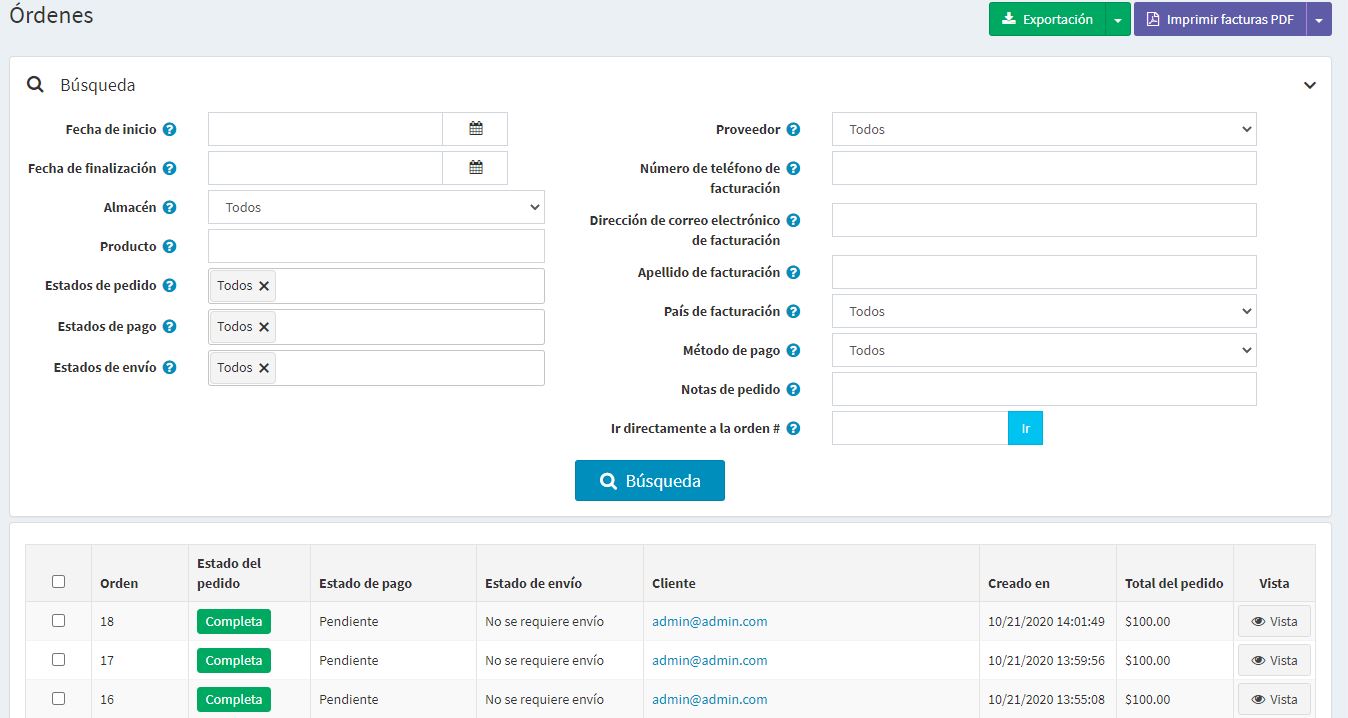 Órdenes
Exportación
Imprimir facturas PDF
Búsqueda
Fecha de inicio
Fecha de finalización
Almacén
Todos
Producto
Estados de pedido
Todos
Estados de pago
Todos
Estados de envío
Todos
Proveedor
Todos
Número de teléfono de
facturación
Dirección de correo electrónico
de facturación
Apellido de facturación
País de facturación
Todos
Método de pago
Todos
Notas de pedido
Ir directamente a la orden #
Ir
Búsqueda
Orden
Estado del
pedido
Estado de pago
Estado de envío
Cliente
Creado en
Total del pedido
Vista
18 Completa Pendiente No se requiere envío admin@admin.com 10/21/2020 14:01:49 $100.00 Vista
17 Completa Pendiente No se requiere envío admin@admin.com 10/21/2020 13:59:56 $100.00 Vista
16 Completa Pendiente No se requiere envío admin@admin.com 10/21/2020 13:55:08 $100.00 Vista